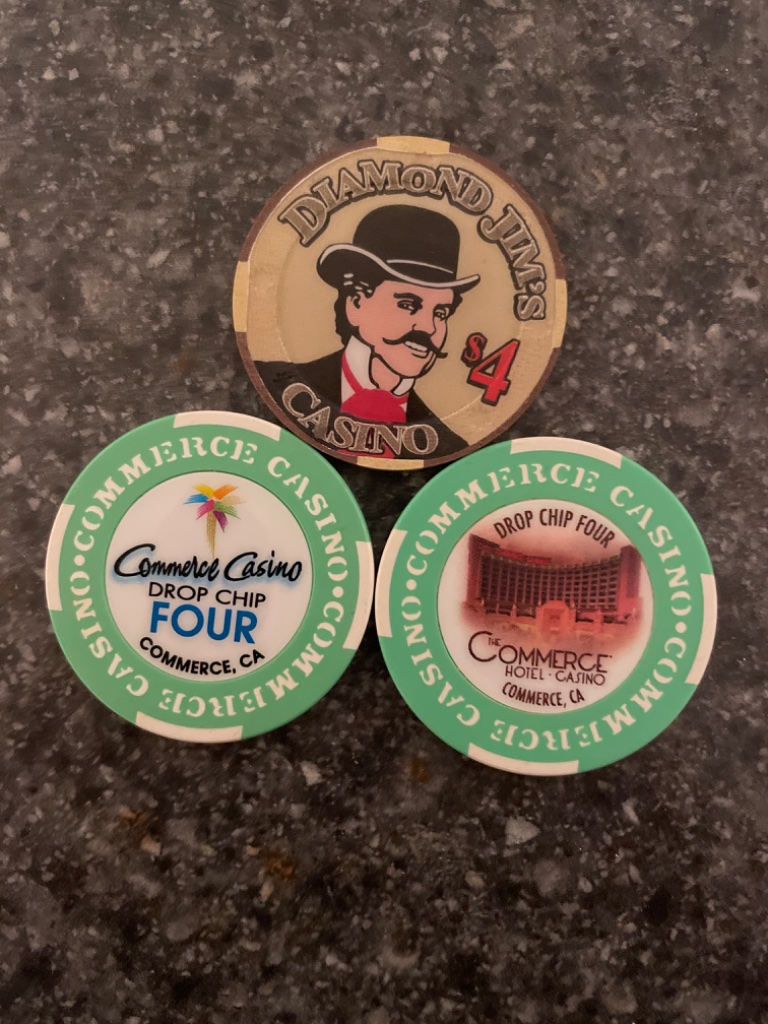 DIAMOND JIM'S
$4
CASINO
COMMERCE CASINO • COMMERCE CASINO •
Commerce Casino
DROP CHIP
FOUR
COMMERCE, CA
COMMERCE CASINO • COMMERCE CASINO •
DROP CHIP FOUR
THE
COMMERCE
HOTEL · CASINO
COMMERCE, CA